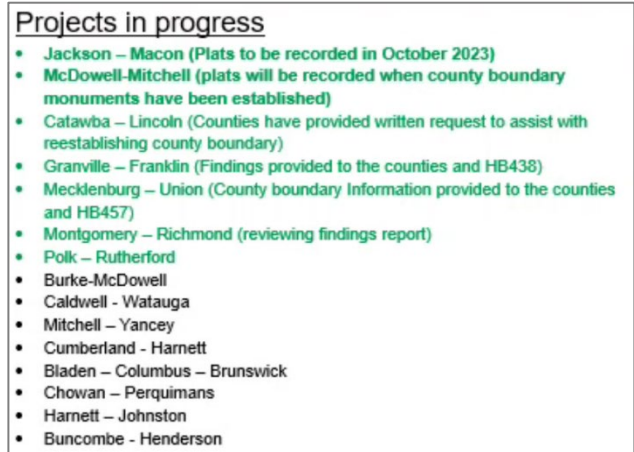 Projects in progress
• Jackson – Macon (Plats to be recorded in October 2023)
• McDowell-Mitchell (plats will be recorded when county boundary
monuments have been established)
• Catawba – Lincoln (Counties have provided written request to assist with
reestablishing county boundary)
• Granville – Franklin (Findings provided to the counties and HB438)
• Mecklenburg – Union (County boundary Information provided to the counties
and HB457)
• Montgomery – Richmond (reviewing findings report)
• Polk – Rutherford
• Burke-McDowell
• Caldwell - Watauga
• Mitchell – Yancey
• Cumberland - Harnett
• Bladen – Columbus – Brunswick
• Chowan – Perquimans
• Harnett – Johnston
• Buncombe - Henderson